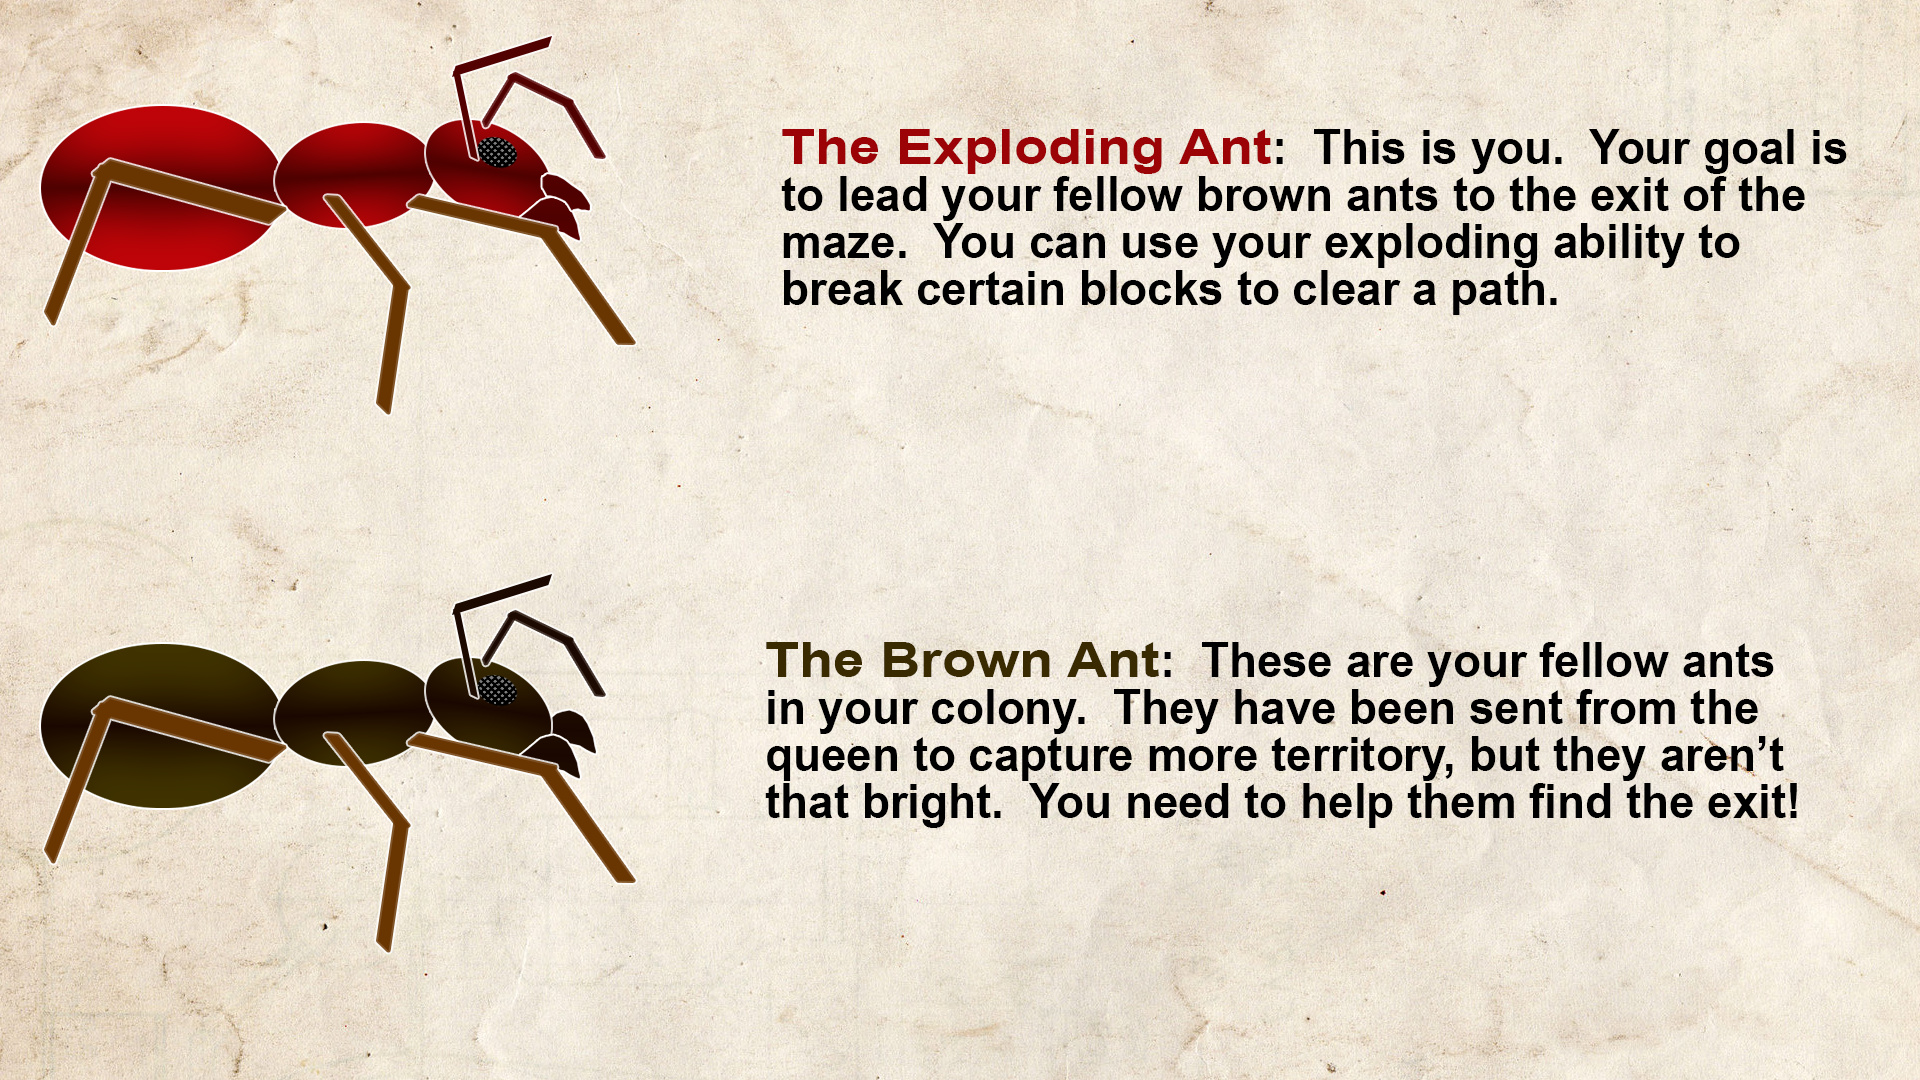 The Exploding Ant:  This is you.  Your goal is
to lead your fellow brown ants to the exit of the
maze.  You can use your exploding ability to
break certain blocks to clear a path.
The Brown Ant:  These are your fellow ants
in your colony.  They have been sent from the
queen to capture more territory, but they aren’t
that bright.  You need to help them find the exit!